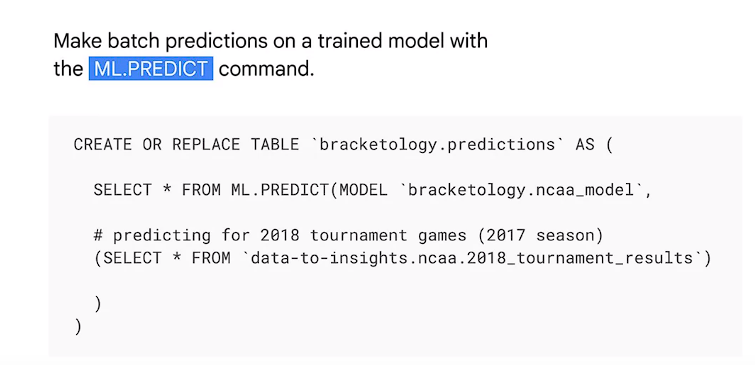 Make batch predictions on a trained model with
the ML.PREDICT command.
CREATE OR REPLACE TABLE `bracketology.predictions` AS (
SELECT * FROM ML.PREDICT(MODEL `bracketology.ncaa_model`,
# predicting for 2018 tournament games (2017 season)
(SELECT * FROM `data-to-insights.ncaa.2018_tournament_results`)
)
)